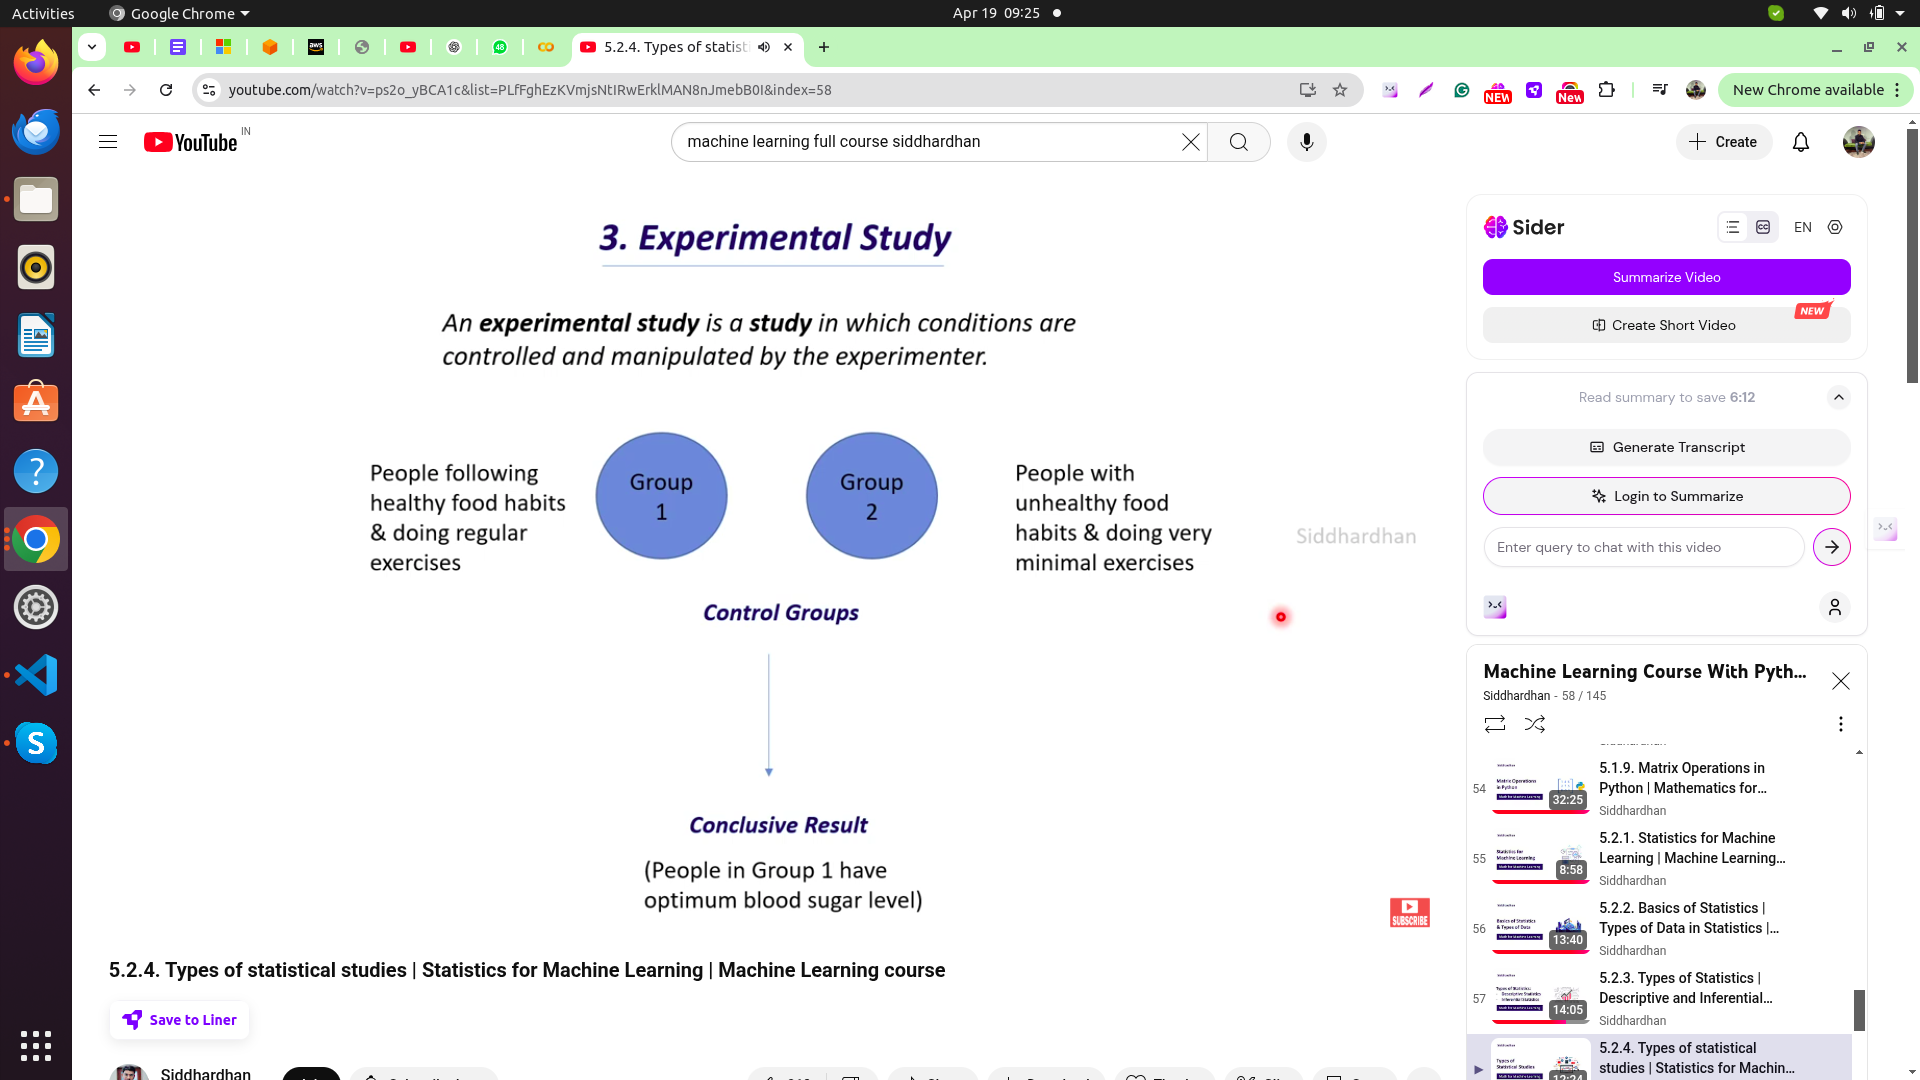 Activities
Google Chrome
Apr 19 09:25
48
5.2.4. Types of statist
youtube.com/watch?v=ps2o_yBCA1c&list=PLfFghEzKVmjsNtIRwErklMAN8nJmebB0I&index=58
NEW
New
New Chrome available
YouTube
IN
machine learning full course siddhardhan
Create
3. Experimental Study
An experimental study is a study in which conditions are
controlled and manipulated by the experimenter.
People following
healthy food habits
& doing regular
exercises
Group
1
Group
2
People with
unhealthy food
habits & doing very
minimal exercises
Siddhardhan
Control Groups
Conclusive Result
(People in Group 1 have
optimum blood sugar level)
SUBSCRIBE
5.2.4. Types of statistical studies | Statistics for Machine Learning | Machine Learning course
Save to Liner
Siddhardhan
Sider
EN
Summarize Video
NEW
Create Short Video
Read summary to save 6:12
Generate Transcript
Login to Summarize
Enter query to chat with this video
Machine Learning Course With Pyth...
Siddhardhan - 58 / 145
54
32:25
5.1.9. Matrix Operations in
Python | Mathematics for...
Siddhardhan
55
8:58
5.2.1. Statistics for Machine
Learning | Machine Learning...
Siddhardhan
56
13:40
5.2.2. Basics of Statistics |
Types of Data in Statistics |...
Siddhardhan
57
14:05
5.2.3. Types of Statistics |
Descriptive and Inferential...
Siddhardhan
5.2.4. Types of statistical
studies | Statistics for Machin...